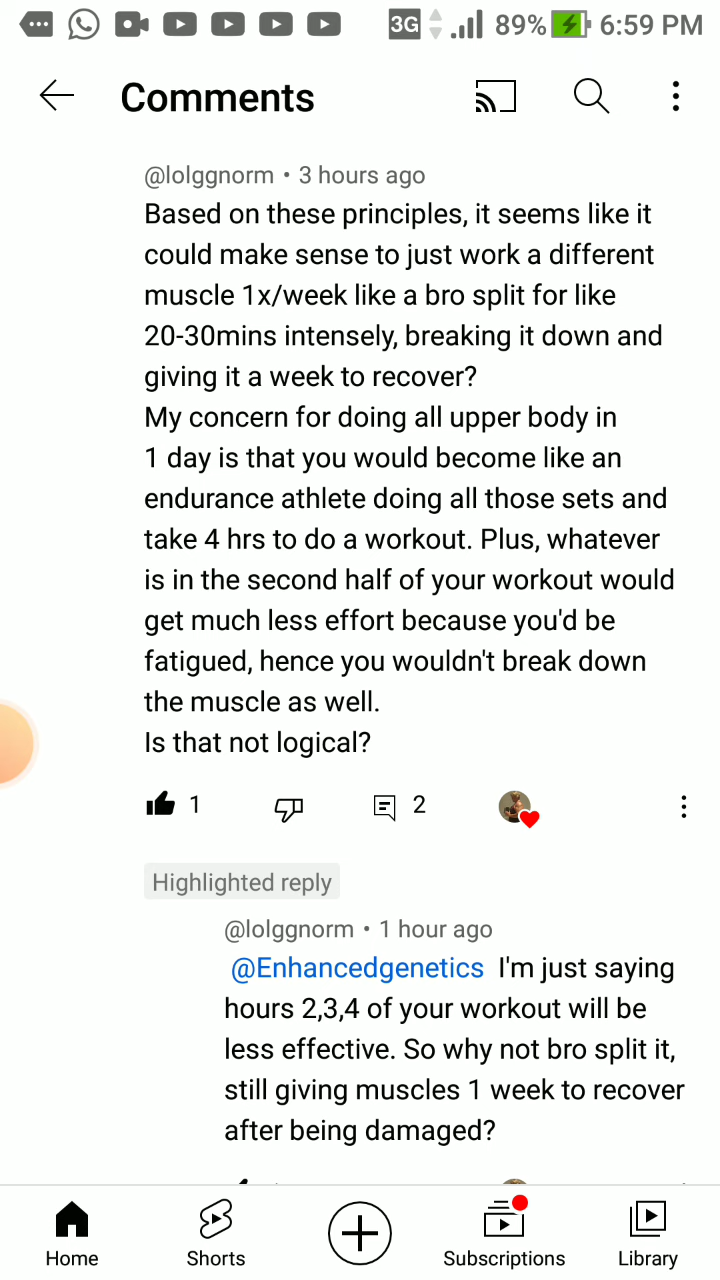 3G 89% 6:59 PM
Comments
@lolggnorm • 3 hours ago
Based on these principles, it seems like it
could make sense to just work a different
muscle 1x/week like a bro split for like
20-30mins intensely, breaking it down and
giving it a week to recover?
My concern for doing all upper body in
1 day is that you would become like an
endurance athlete doing all those sets and
take 4 hrs to do a workout. Plus, whatever
is in the second half of your workout would
get much less effort because you'd be
fatigued, hence you wouldn't break down
the muscle as well.
Is that not logical?
1 2
Highlighted reply
@lolggnorm • 1 hour ago
@Enhancedgenetics I'm just saying
hours 2,3,4 of your workout will be
less effective. So why not bro split it,
still giving muscles 1 week to recover
after being damaged?
Home Shorts Subscriptions Library